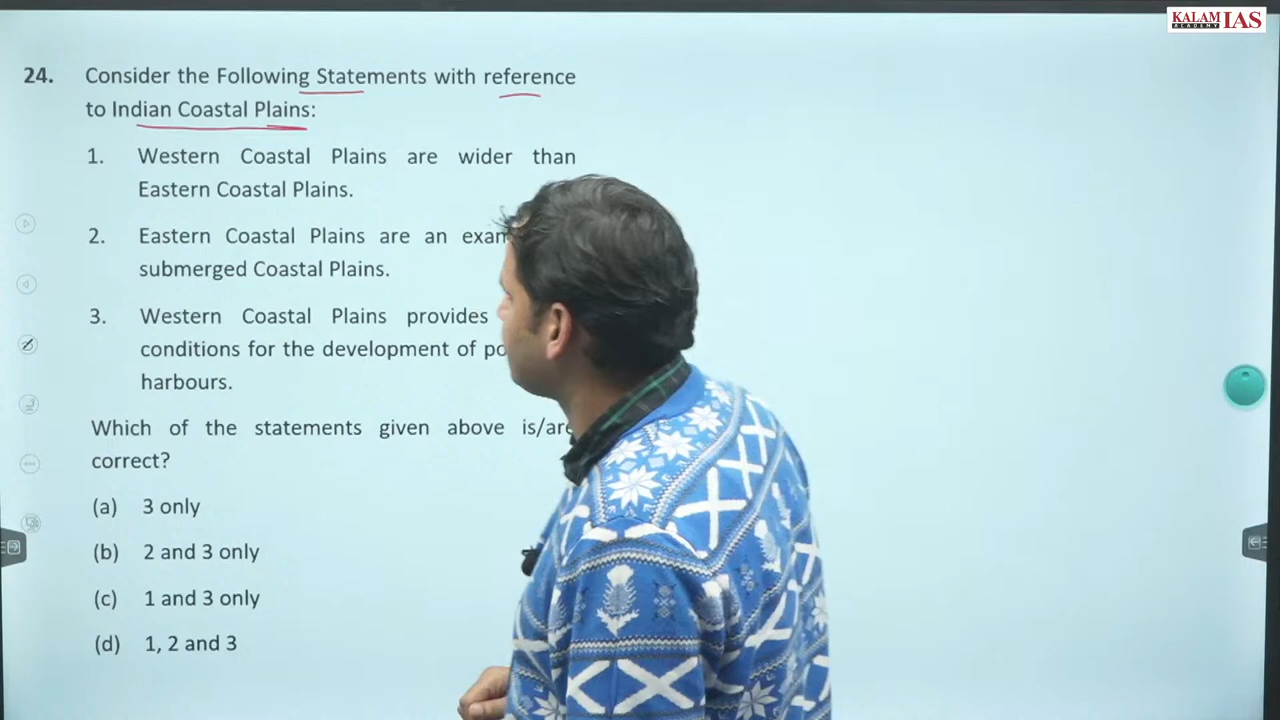 KALAM IAS
ACADEMY
24. Consider the Following Statements with reference
to Indian Coastal Plains:
1. Western Coastal Plains are wider than
Eastern Coastal Plains.
2. Eastern Coastal Plains are an
submerged Coastal Plains.
3. Western Coastal Plains provides
conditions for the development of
harbours.
Which of the statements given above is/are
correct?
(a) 3 only
(b) 2 and 3 only
(c) 1 and 3 only
(d) 1, 2 and 3